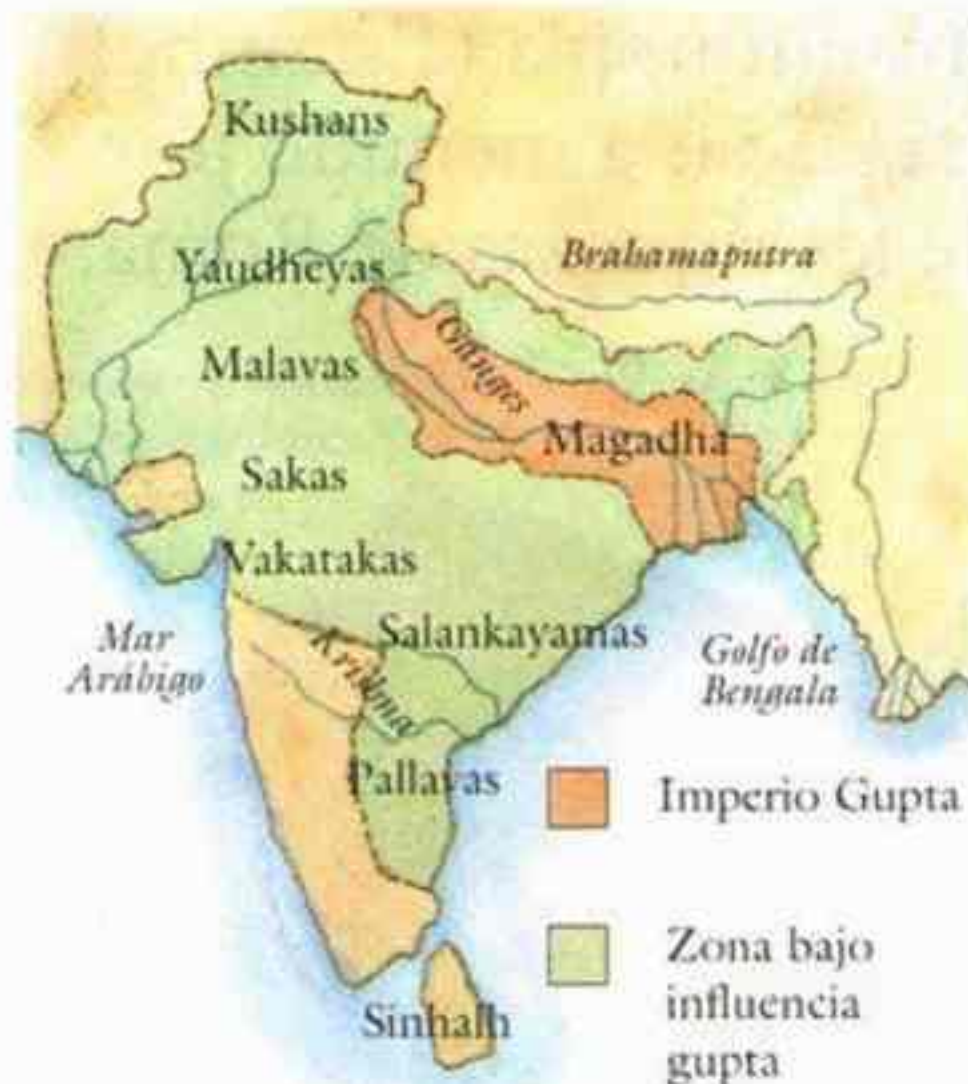 Kushans
Brahamaputra
Yaudheyas
Ganges
Malavas
Magadha
Sakas
Vakatakas
Mar
Arábigo
Salankayamas
Krishna
Golfo de
Bengala
Pallavas
Imperio Gupta
Zona bajo
influencia
gupta
Sinhalh